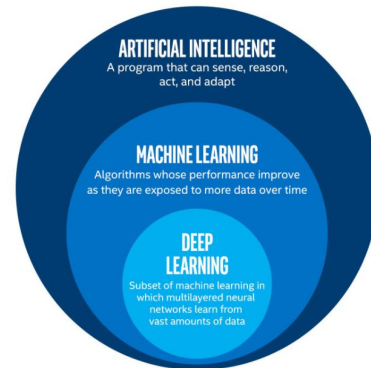 ARTIFICIAL INTELLIGENCE
A program that can sense, reason,
act, and adapt
MACHINE LEARNING
Algorithms whose performance improve
as they are exposed to more data over time
DEEP
LEARNING
Subset of machine learning in
which multilayered neural
networks learn from
vast amounts of data